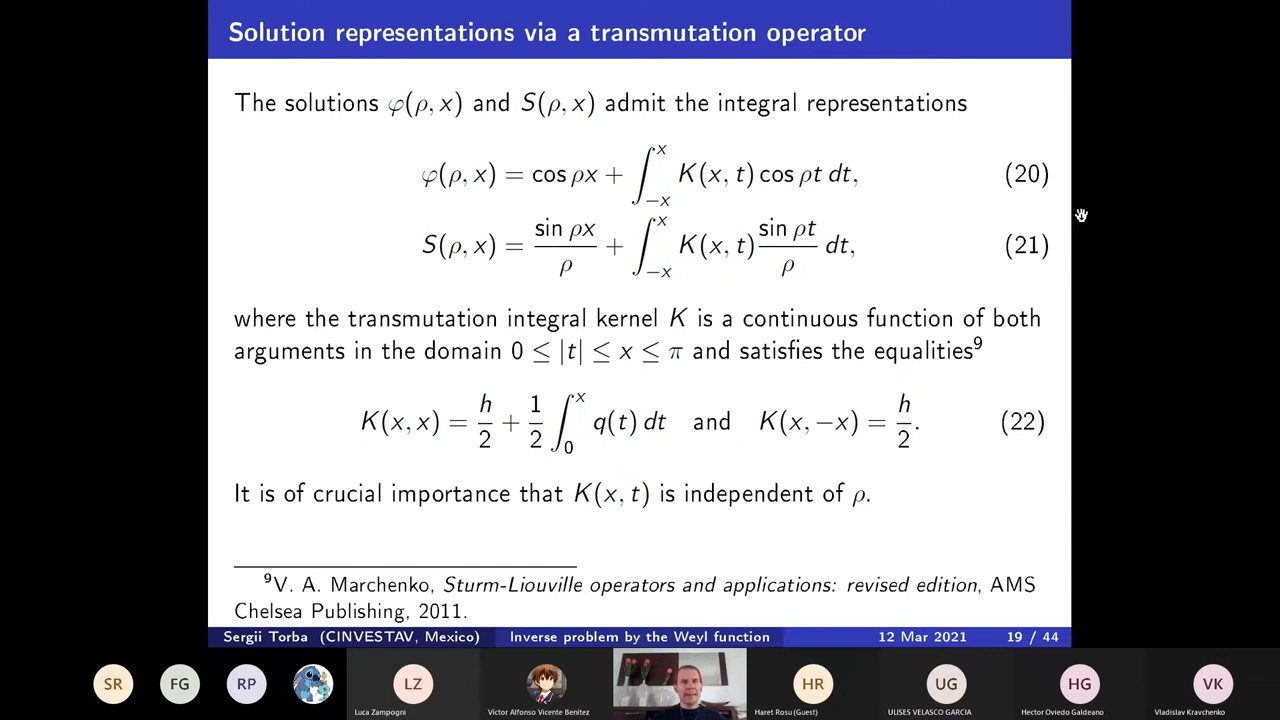 Solution representations via a transmutation operator
The solutions φ(ρ, x) and S(ρ, x) admit the integral representations
φ(ρ, x) = cos ρx + ∫_{−x}^{x} K(x, t) cos ρt dt, (20)
S(ρ, x) = sin ρx / ρ + ∫_{−x}^{x} K(x, t) sin ρt / ρ dt, (21)
where the transmutation integral kernel K is a continuous function of both
arguments in the domain 0 ≤ |t| ≤ x ≤ π and satisfies the equalities⁹
K(x, x) = h/2 + 1/2 ∫_0^x q(t) dt and K(x, −x) = h/2. (22)
It is of crucial importance that K(x, t) is independent of ρ.
⁹V. A. Marchenko, Sturm-Liouville operators and applications: revised edition, AMS
Chelsea Publishing, 2011.
Sergii Torba (CINVESTAV, Mexico) Inverse problem by the Weyl function 12 Mar 2021 19 / 44
SR FG RP LZ HR UG HG VK
Luca Zampogni Víctor Alfonso Vicente Benítez Haret Rosu (Guest) ULISES VELASCO GARCIA Hector Oviedo Galdeano Vladislav Kravchenko